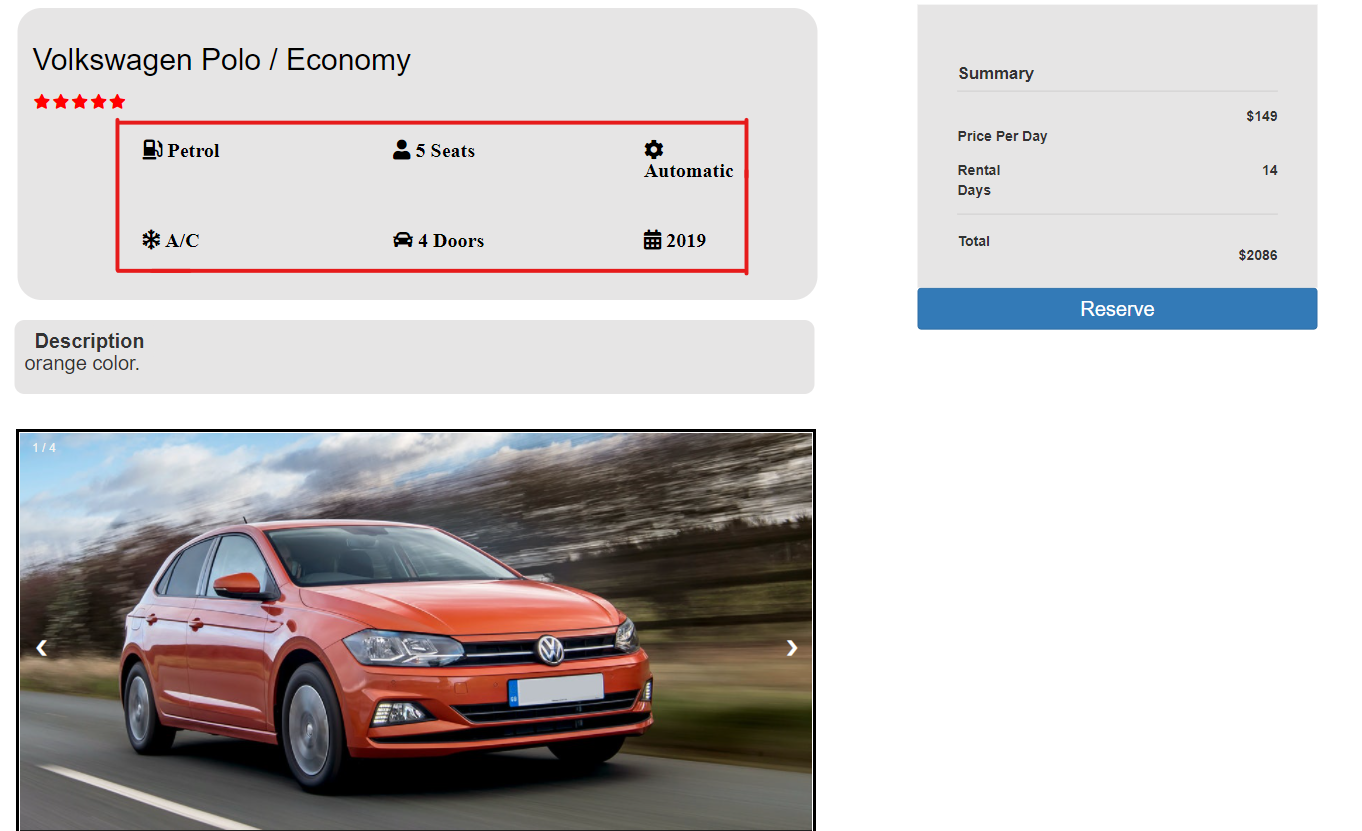 Volkswagen Polo / Economy
Petrol
5 Seats
Automatic
A/C
4 Doors
2019
Description
orange color.
1 / 4
Summary
$149
Price Per Day
Rental 14
Days
Total
$2086
Reserve